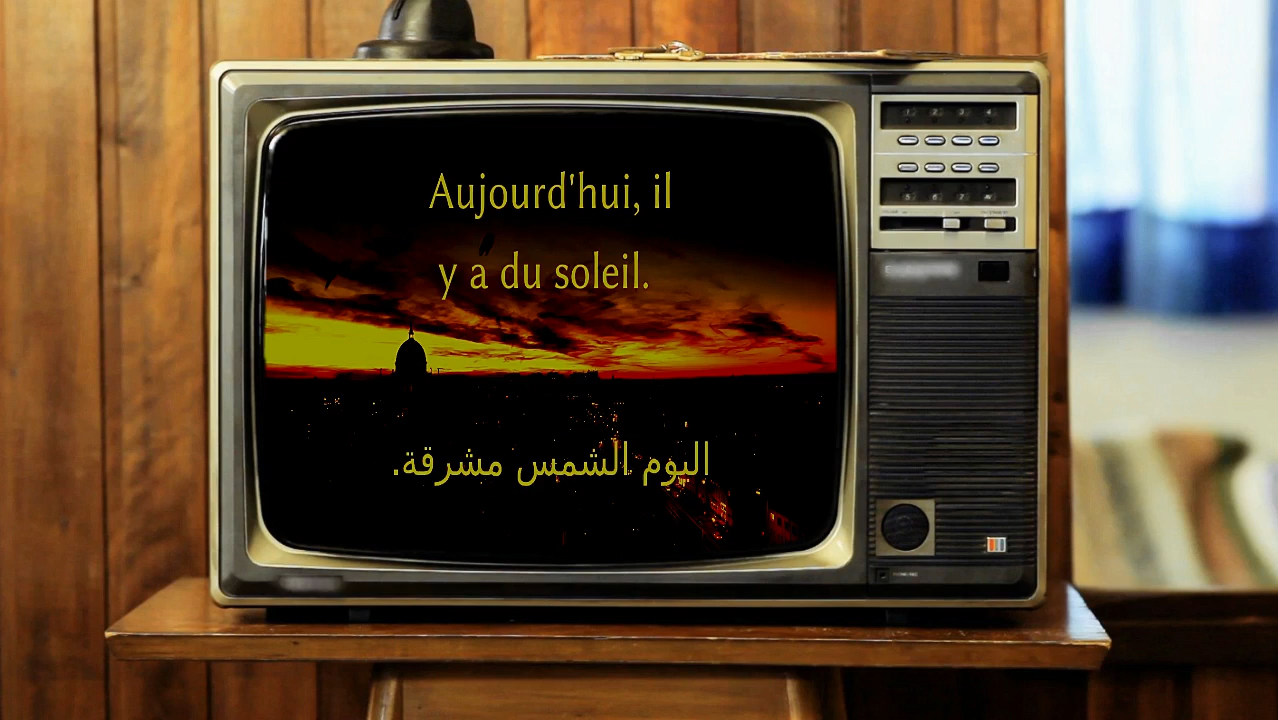 Aujourd'hui, il
y a du soleil.
اليوم الشمس مشرقة.